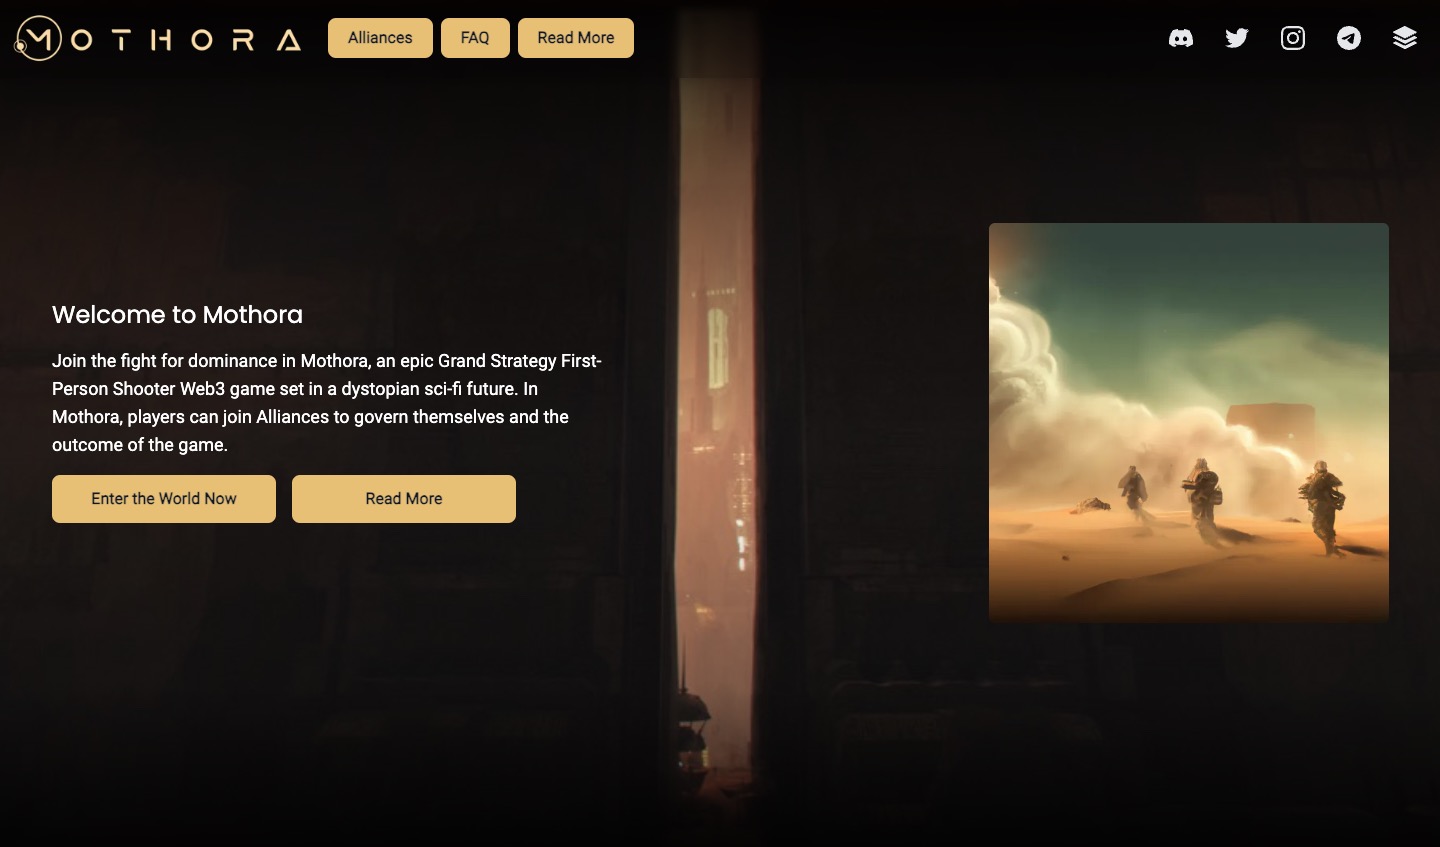 MOTHORA
Alliances
FAQ
Read More
Welcome to Mothora
Join the fight for dominance in Mothora, an epic Grand Strategy First-
Person Shooter Web3 game set in a dystopian sci-fi future. In
Mothora, players can join Alliances to govern themselves and the
outcome of the game.
Enter the World Now
Read More